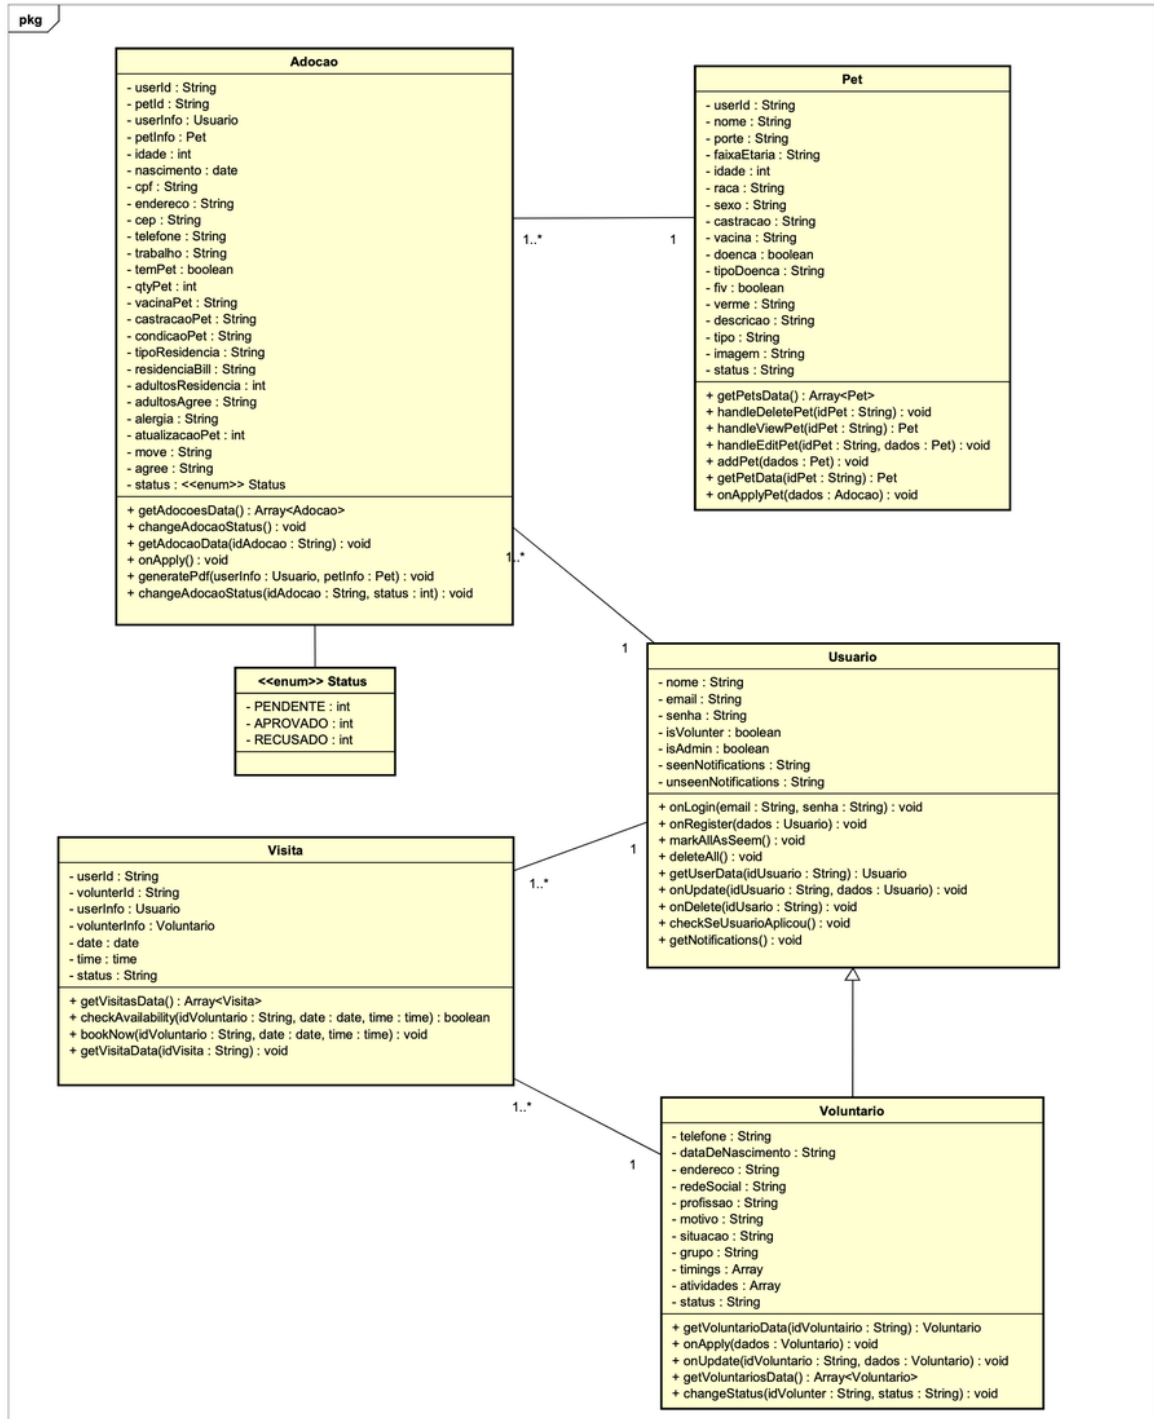 pkg
Adocao
- userId : String
- petId : String
- userInfo : Usuario
- petInfo : Pet
- idade : int
- nascimento : date
- cpf : String
- endereco : String
- cep : String
- telefone : String
- trabalho : String
- temPet : boolean
- qtyPet : int
- vacinaPet : String
- castracaoPet : String
- condicaoPet : String
- tipoResidencia : String
- residenciaBill : String
- adultosResidencia : int
- adultosAgree : String
- alergia : String
- atualizacaoPet : int
- move : String
- agree : String
- status : <<enum>> Status
+ getAdocoesData() : Array<Adocao>
+ changeAdocaoStatus() : void
+ getAdocaoData(idAdocao : String) : void
+ onApply() : void
+ generatePdf(userInfo : Usuario, petInfo : Pet) : void
+ changeAdocaoStatus(idAdocao : String, status : int) : void
Pet
- userId : String
- nome : String
- porte : String
- faixaEtaria : String
- idade : int
- raca : String
- sexo : String
- castracao : String
- vacina : String
- doenca : boolean
- tipoDoenca : String
- fiv : boolean
- verme : String
- descricao : String
- tipo : String
- imagem : String
- status : String
+ getPetsData() : Array<Pet>
+ handleDeletePet(idPet : String) : void
+ handleViewPet(idPet : String) : Pet
+ handleEditPet(idPet : String, dados : Pet) : void
+ addPet(dados : Pet) : void
+ getPetData(idPet : String) : Pet
+ onApplyPet(dados : Adocao) : void
1..*
1
1..*
1
<<enum>> Status
- PENDENTE : int
- APROVADO : int
- RECUSADO : int
Usuario
- nome : String
- email : String
- senha : String
- isVolunter : boolean
- isAdmin : boolean
- seenNotifications : String
- unseenNotifications : String
+ onLogin(email : String, senha : String) : void
+ onRegister(dados : Usuario) : void
+ markAllAsSeem() : void
+ deleteAll() : void
+ getUserData(idUsuario : String) : Usuario
+ onUpdate(idUsuario : String, dados : Usuario) : void
+ onDelete(idUsario : String) : void
+ checkSeUsuarioAplicou() : void
+ getNotifications() : void
1..*
1
Visita
- userId : String
- volunterId : String
- userInfo : Usuario
- volunterInfo : Voluntario
- date : date
- time : time
- status : String
+ getVisitasData() : Array<Visita>
+ checkAvailability(idVoluntario : String, date : date, time : time) : boolean
+ bookNow(idVoluntario : String, date : date, time : time) : void
+ getVisitaData(idVisita : String) : void
1..*
1
Voluntario
- telefone : String
- dataDeNascimento : String
- endereco : String
- redeSocial : String
- profissao : String
- motivo : String
- situacao : String
- grupo : String
- timings : Array
- atividades : Array
- status : String
+ getVoluntarioData(idVoluntairio : String) : Voluntario
+ onApply(dados : Voluntario) : void
+ onUpdate(idVoluntario : String, dados : Voluntario) : void
+ getVoluntariosData() : Array<Voluntario>
+ changeStatus(idVolunter : String, status : String) : void